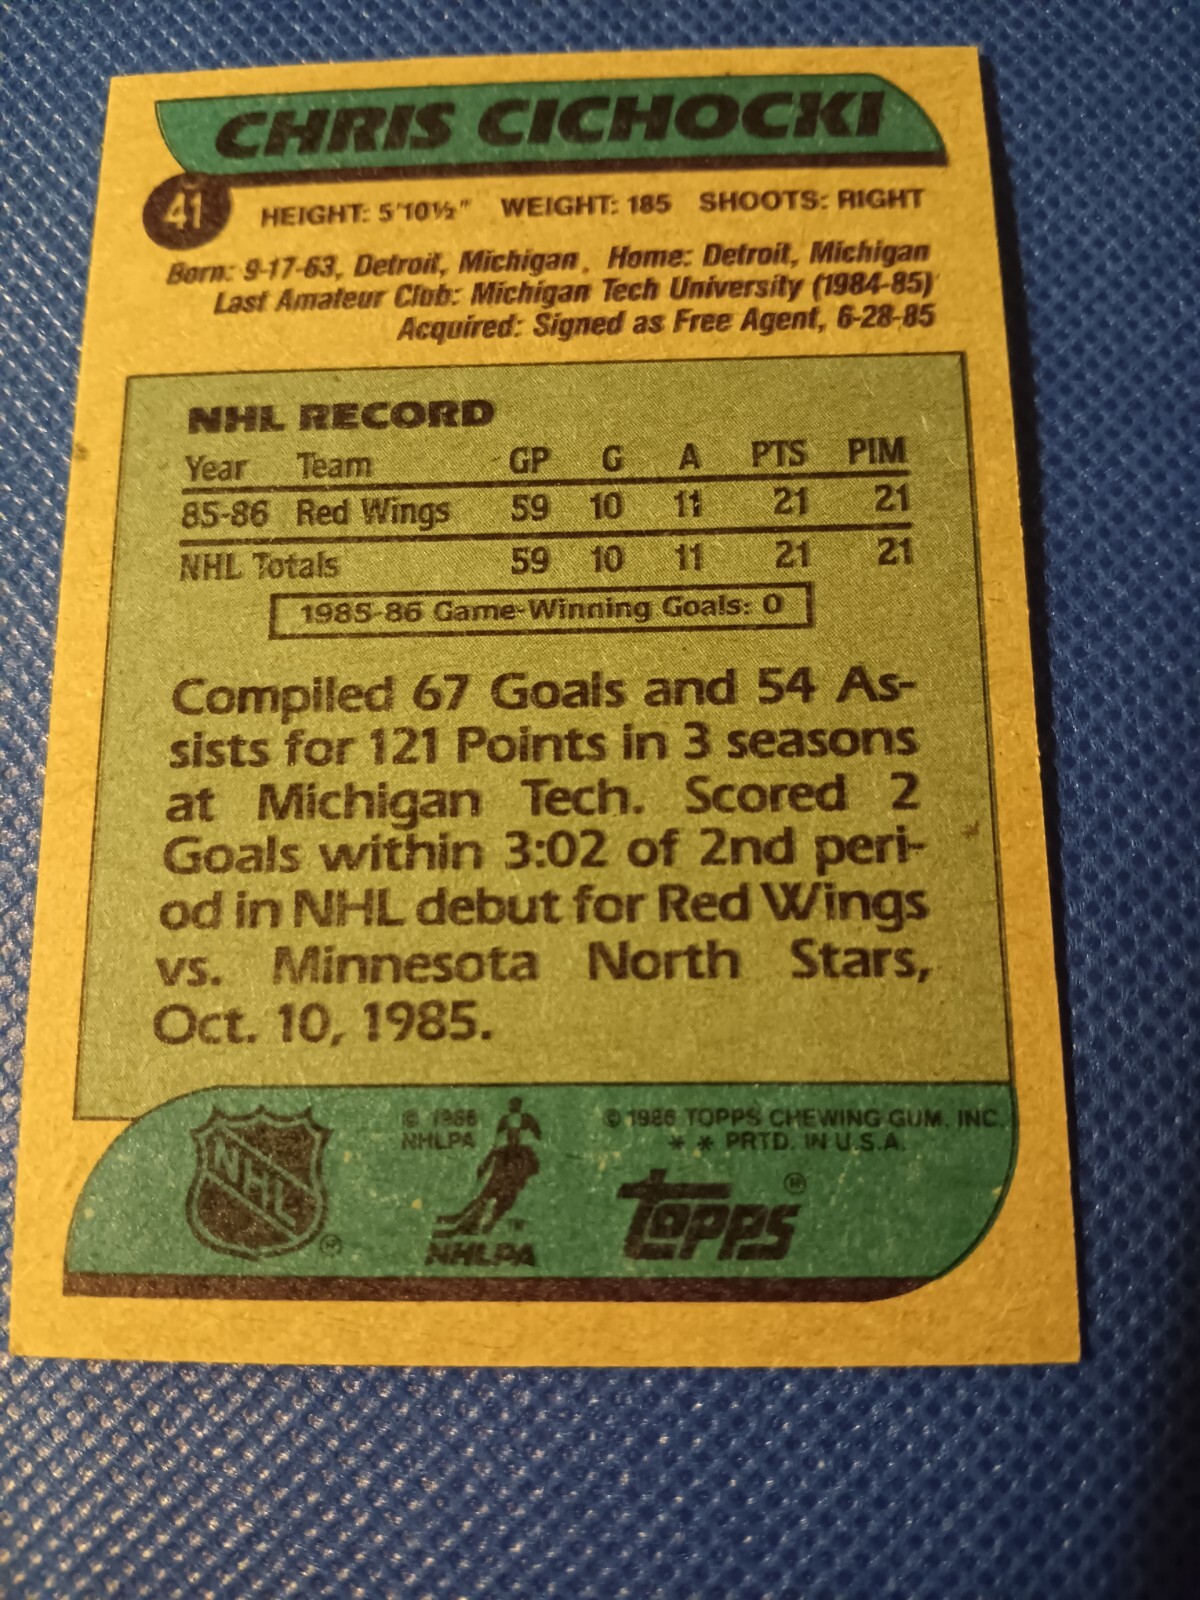 CHRIS CICHOCKI
41
HEIGHT: 5'10½" WEIGHT: 185 SHOOTS: RIGHT
Born: 9-17-63, Detroit, Michigan. Home: Detroit, Michigan
Last Amateur Club: Michigan Tech University (1984-85)
Acquired: Signed as Free Agent, 6-28-85
NHL RECORD
Year Team GP G A PTS PIM
85-86 Red Wings 59 10 11 21 21
NHL Totals 59 10 11 21 21
1985-86 Game-Winning Goals: 0
Compiled 67 Goals and 54 As-
sists for 121 Points in 3 seasons
at Michigan Tech. Scored 2
Goals within 3:02 of 2nd peri-
od in NHL debut for Red Wings
vs. Minnesota North Stars,
Oct. 10, 1985.
NHL ®
© 1986
NHLPA
™
NHLPA
© 1986 TOPPS CHEWING GUM, INC.
* * PRTD. IN U.S.A.
topps ®